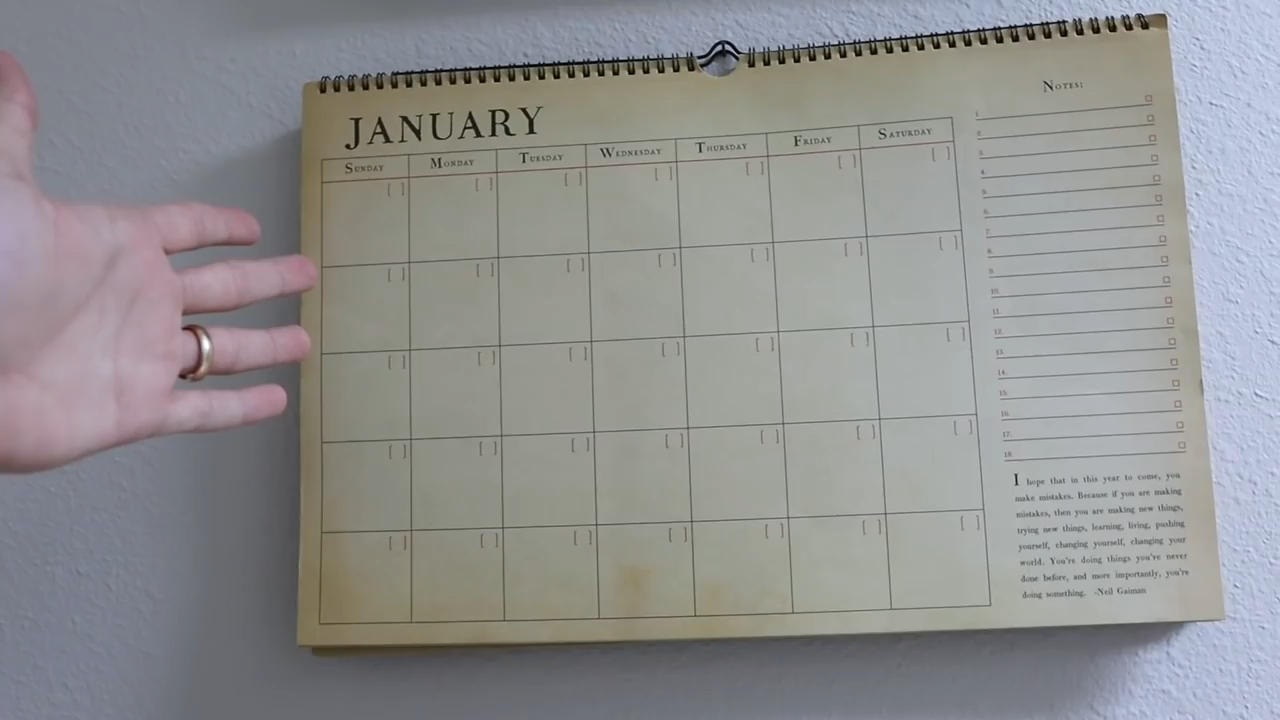 JANUARY
Sunday Monday Tuesday Wednesday Thursday Friday Saturday
[ ] [ ] [ ] [ ] [ ] [ ] [ ]
[ ] [ ] [ ] [ ] [ ] [ ] [ ]
[ ] [ ] [ ] [ ] [ ] [ ] [ ]
[ ] [ ] [ ] [ ] [ ] [ ] [ ]
[ ] [ ] [ ] [ ] [ ] [ ] [ ]
Notes:
1.
2.
3.
4.
5.
6.
7.
8.
9.
10.
11.
12.
13.
14.
15.
16.
17.
18.
I hope that in this year to come, you
make mistakes. Because if you are making
mistakes, then you are making new things,
trying new things, learning, living, pushing
yourself, changing yourself, changing your
world. You're doing things you've never
done before, and more importantly, you're
doing something. -Neil Gaiman